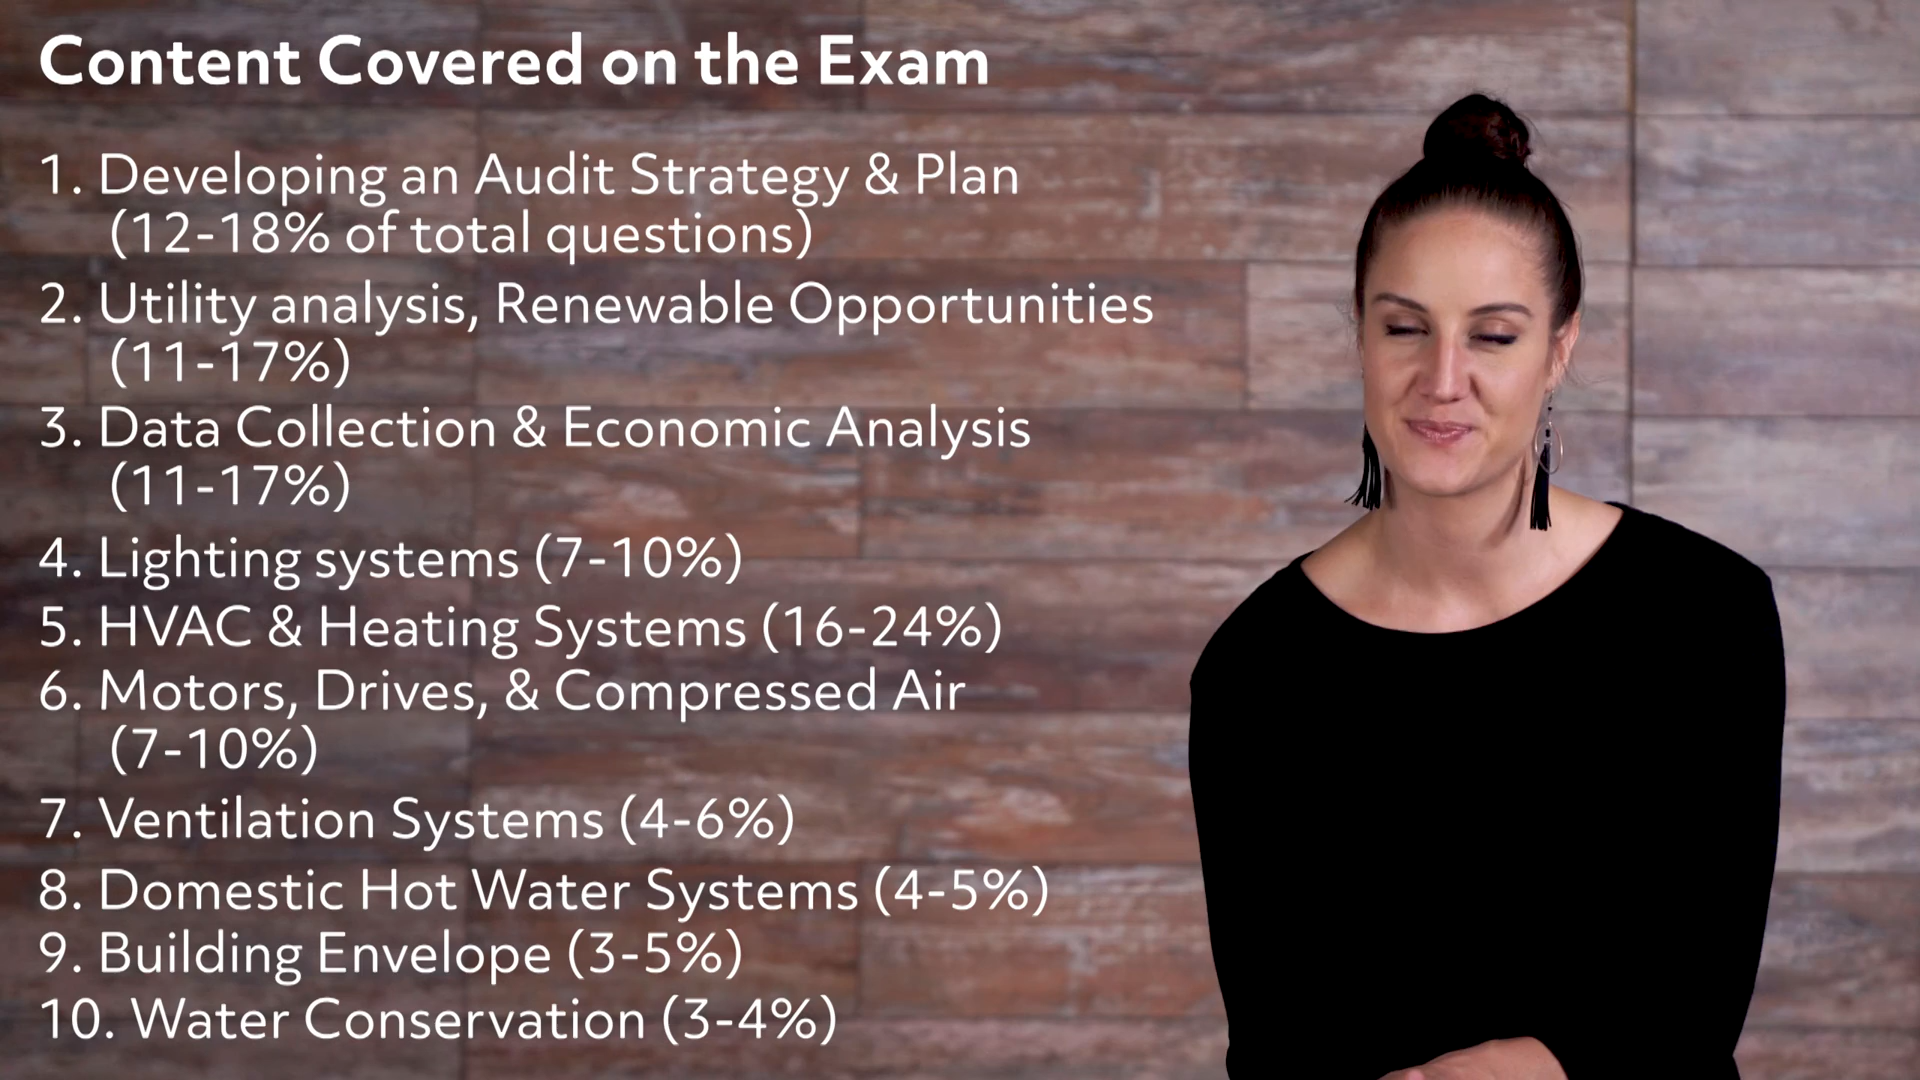 Content Covered on the Exam
1. Developing an Audit Strategy & Plan
(12-18% of total questions)
2. Utility analysis, Renewable Opportunities
(11-17%)
3. Data Collection & Economic Analysis
(11-17%)
4. Lighting systems (7-10%)
5. HVAC & Heating Systems (16-24%)
6. Motors, Drives, & Compressed Air
(7-10%)
7. Ventilation Systems (4-6%)
8. Domestic Hot Water Systems (4-5%)
9. Building Envelope (3-5%)
10. Water Conservation (3-4%)